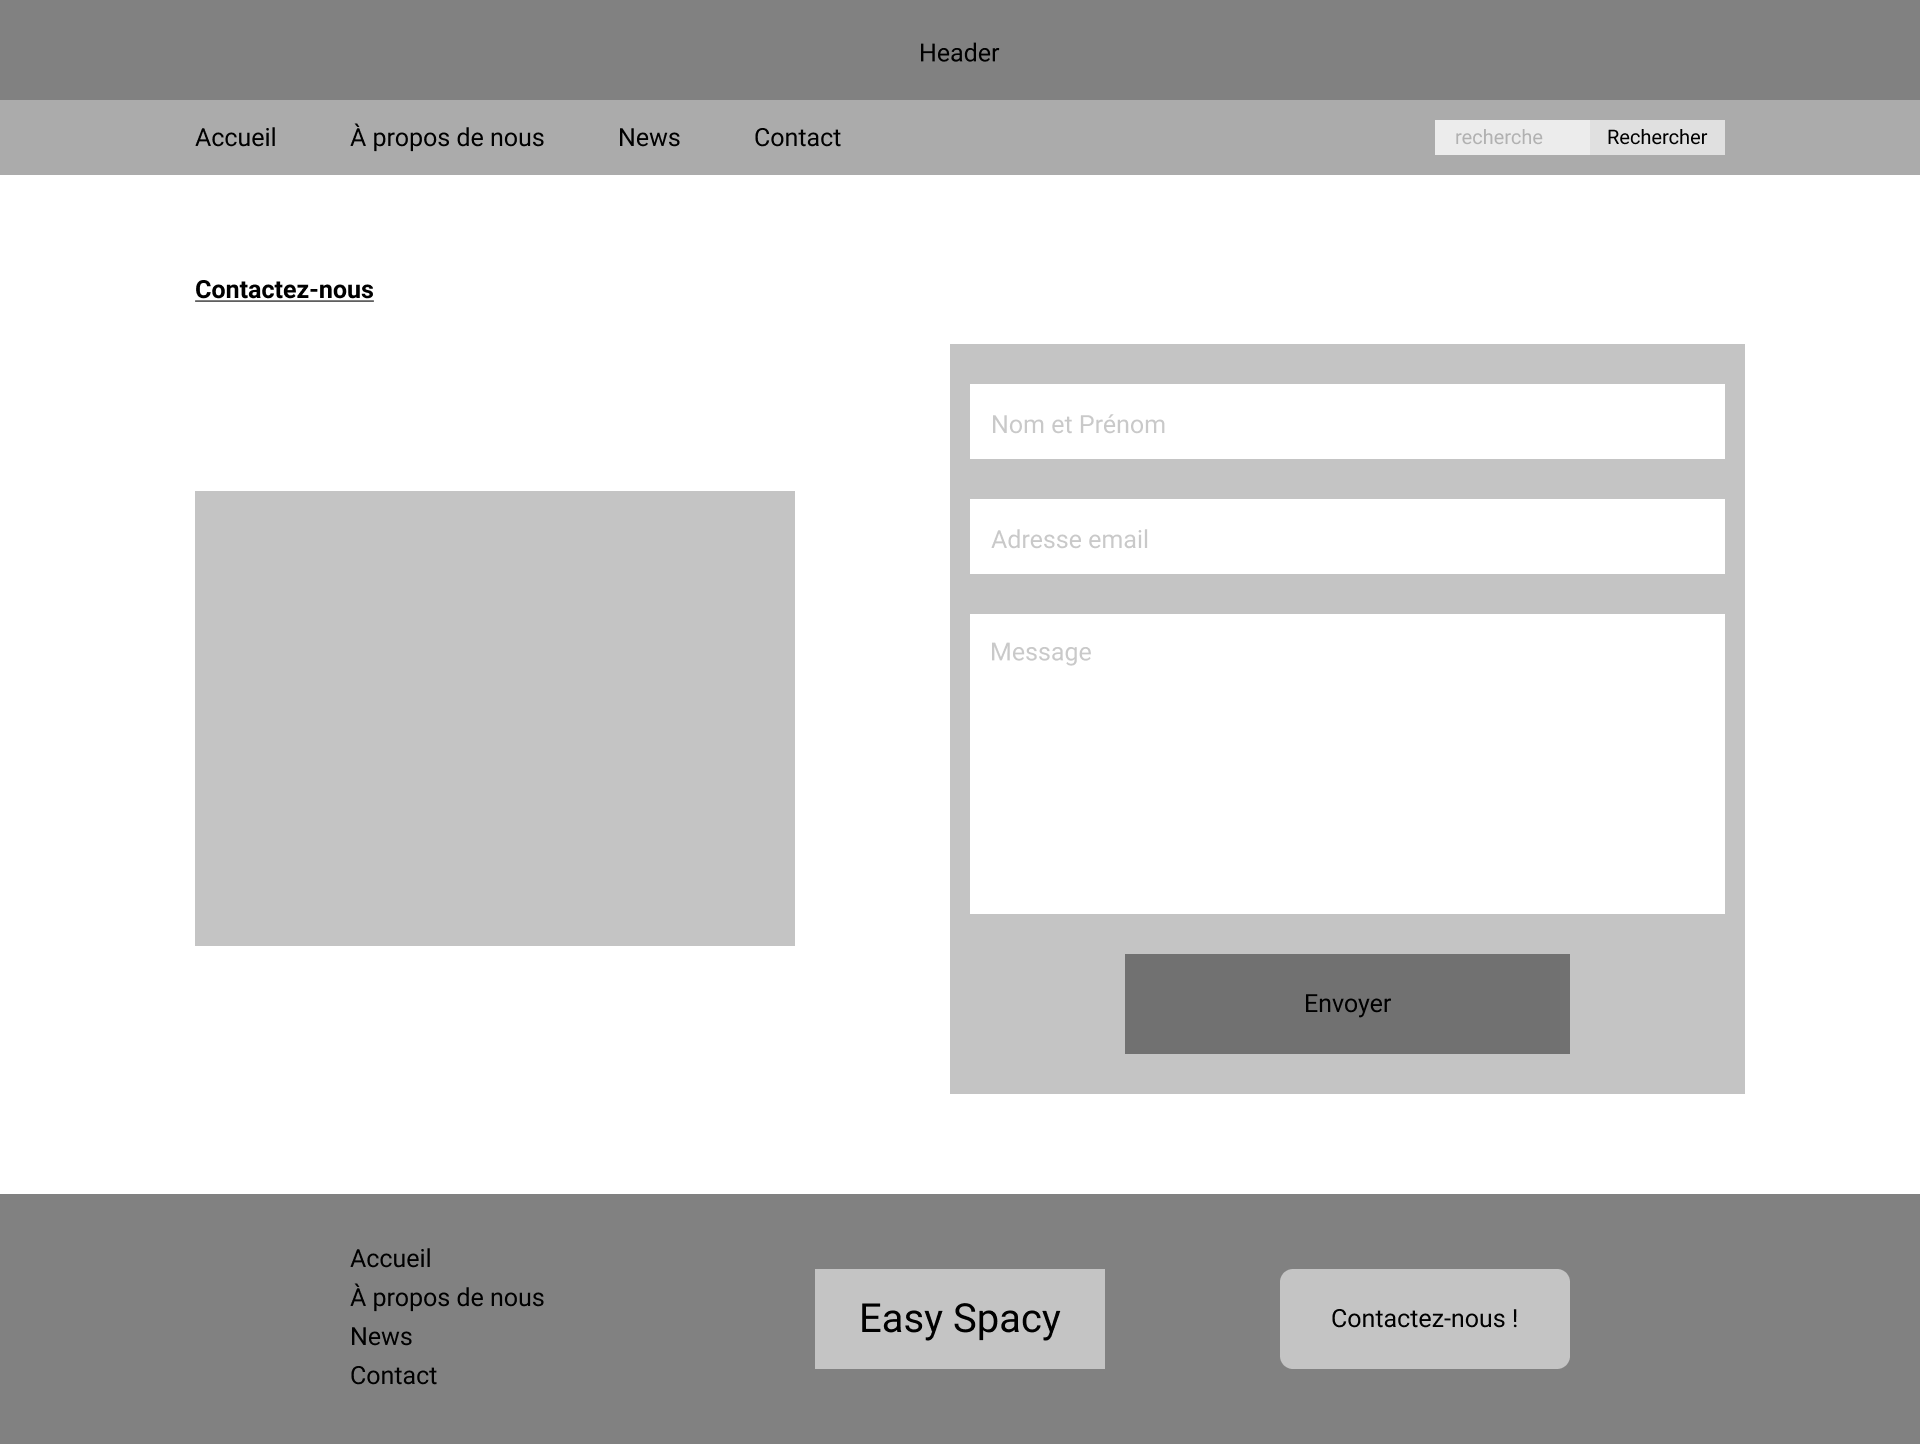 Header
Accueil À propos de nous News Contact recherche Rechercher
Contactez-nous
Nom et Prénom
Adresse email
Message
Envoyer
Accueil
À propos de nous
News
Contact
Easy Spacy
Contactez-nous !